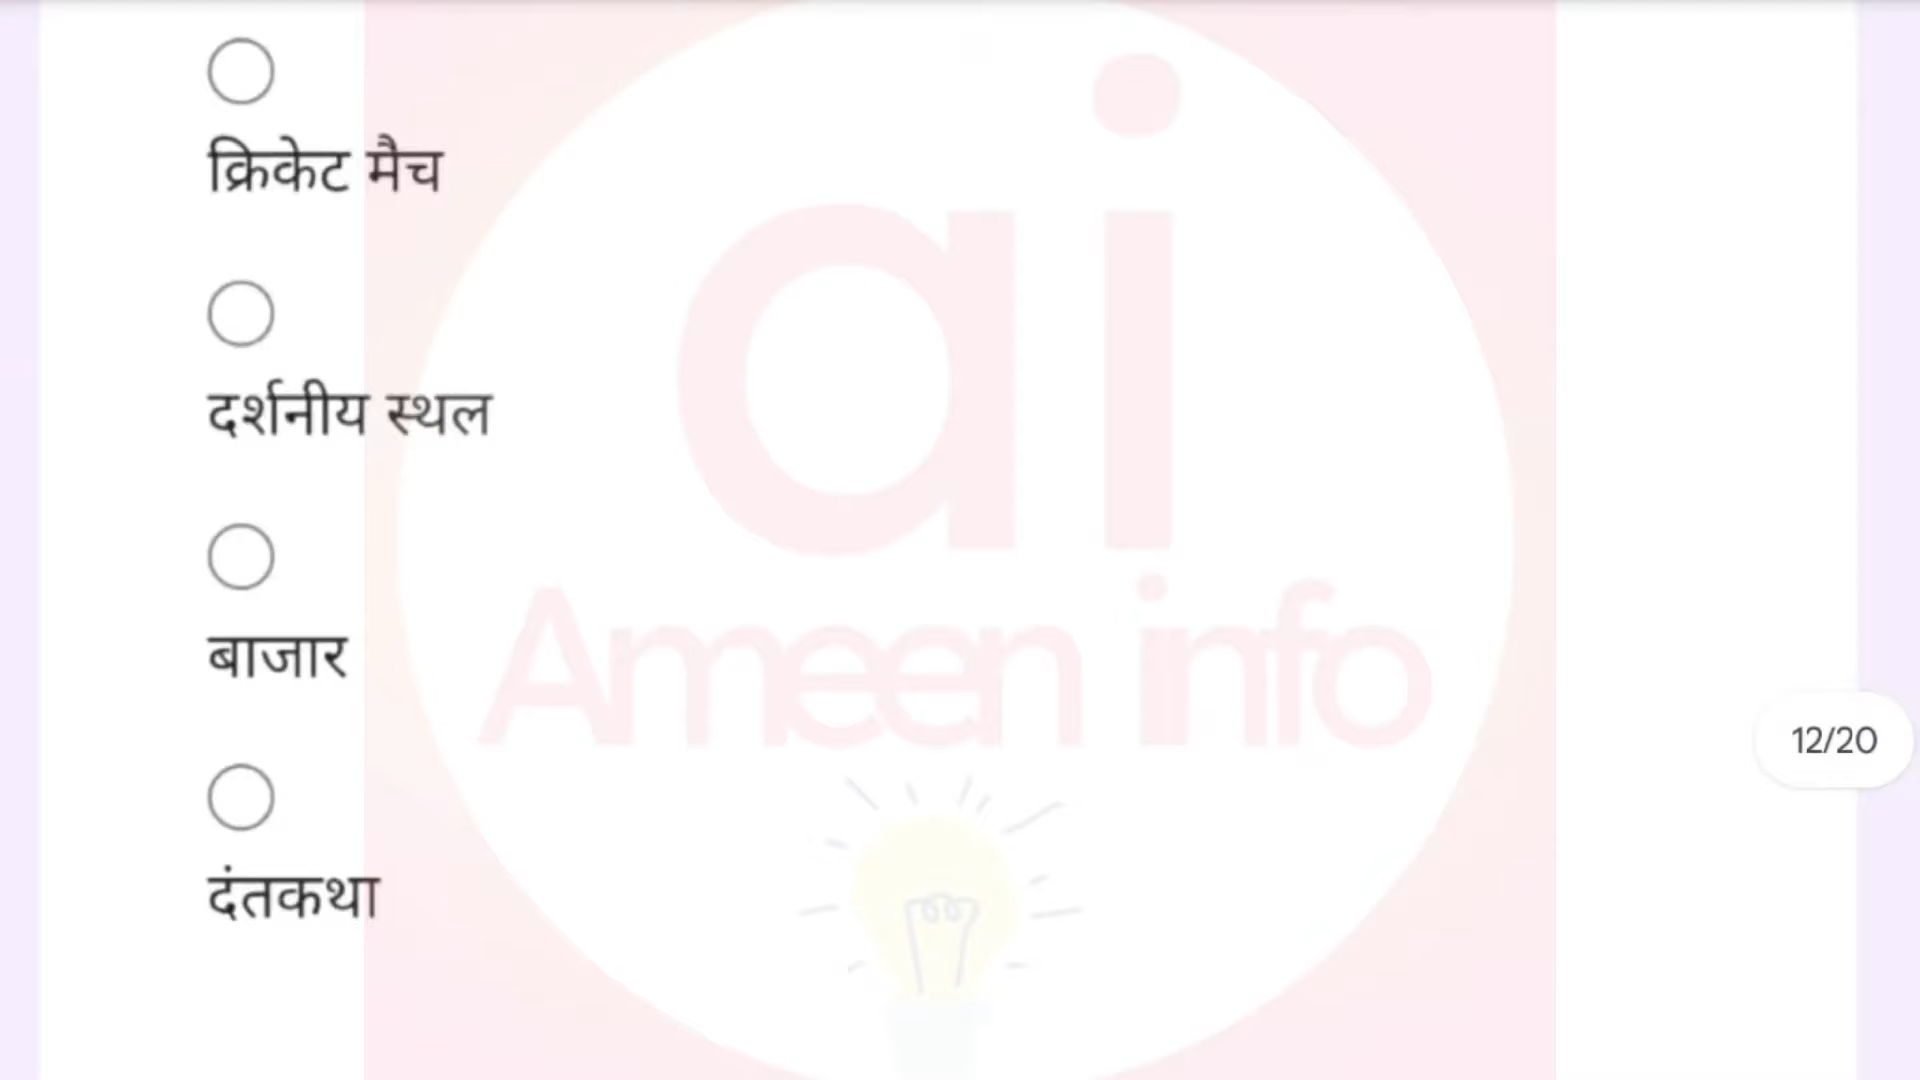 क्रिकेट मैच
दर्शनीय स्थल
बाजार
दंतकथा
ai
Ameen info
12/20